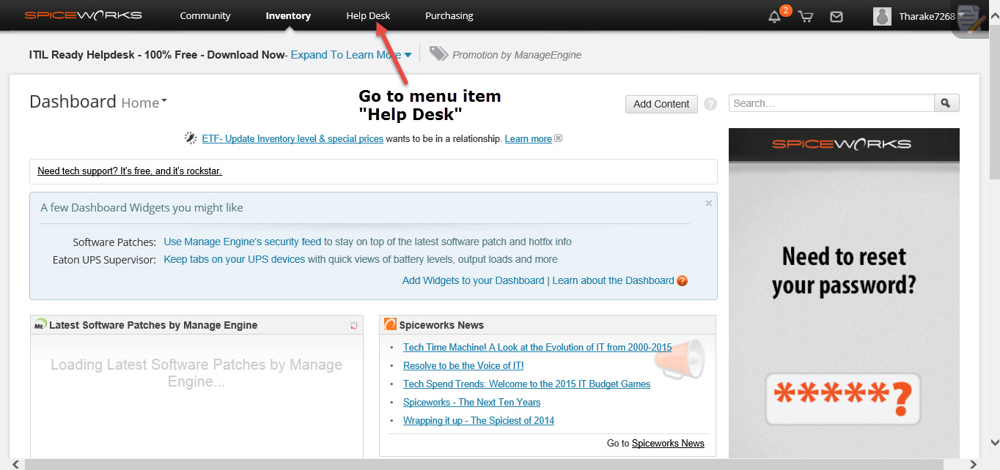 SPICEWORKS Community Inventory Help Desk Purchasing 2 Tharake7268
ITIL Ready Helpdesk - 100% Free - Download Now- Expand To Learn More Promotion by ManageEngine
Go to menu item
"Help Desk"
Dashboard Home Add Content ? Search...
ETF- Update Inventory level & special prices wants to be in a relationship. Learn more
SPICEWORKS
Need tech support? It's free, and it's rockstar.
A few Dashboard Widgets you might like ×
Software Patches: Use Manage Engine's security feed to stay on top of the latest software patch and hotfix info
Eaton UPS Supervisor: Keep tabs on your UPS devices with quick views of battery levels, output loads and more
Add Widgets to your Dashboard | Learn about the Dashboard ?
Need to reset
your password?
*****?
ME Latest Software Patches by Manage Engine
Loading Latest Software Patches by Manage
Engine...
Spiceworks News
• Tech Time Machine! A Look at the Evolution of IT from 2000-2015
• Resolve to be the Voice of IT!
• Tech Spend Trends: Welcome to the 2015 IT Budget Games
• Spiceworks - The Next Ten Years
• Wrapping it up - The Spiciest of 2014
Go to Spiceworks News